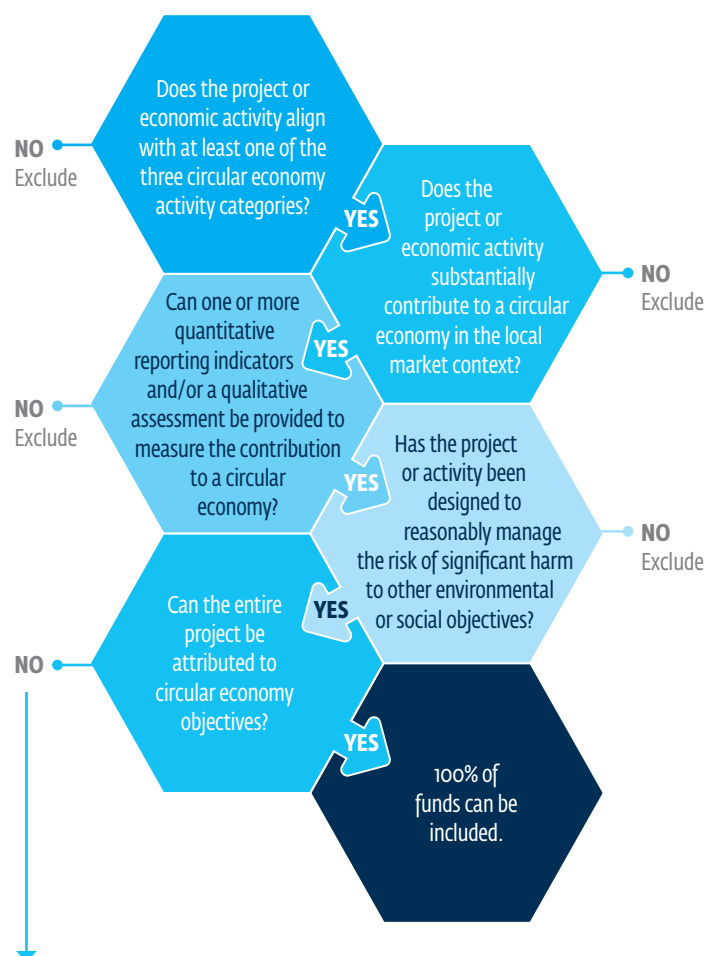 Does the project or
economic activity align
with at least one of the
three circular economy
activity categories?
NO
Exclude
YES
Does the
project or
economic activity
substantially
contribute to a circular
economy in the local
market context?
NO
Exclude
YES
Can one or more
quantitative
reporting indicators
and/or a qualitative
assessment be provided to
measure the contribution
to a circular
economy?
NO
Exclude
YES
Has the project
or activity been
designed to
reasonably manage
the risk of significant harm
to other environmental
or social objectives?
NO
Exclude
YES
Can the entire
project be
attributed to
circular economy
objectives?
NO
YES
100% of
funds can be
included.